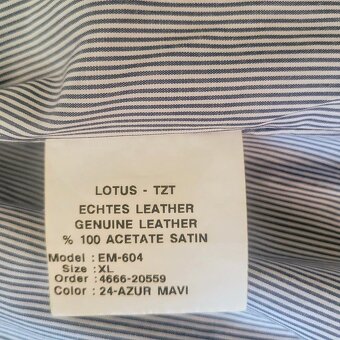 LOTUS - TZT
ECHTES LEATHER
GENUINE LEATHER
% 100 ACETATE SATIN
Model : EM-604
Size : XL
Order : 4666-20559
Color : 24-AZUR MAVI